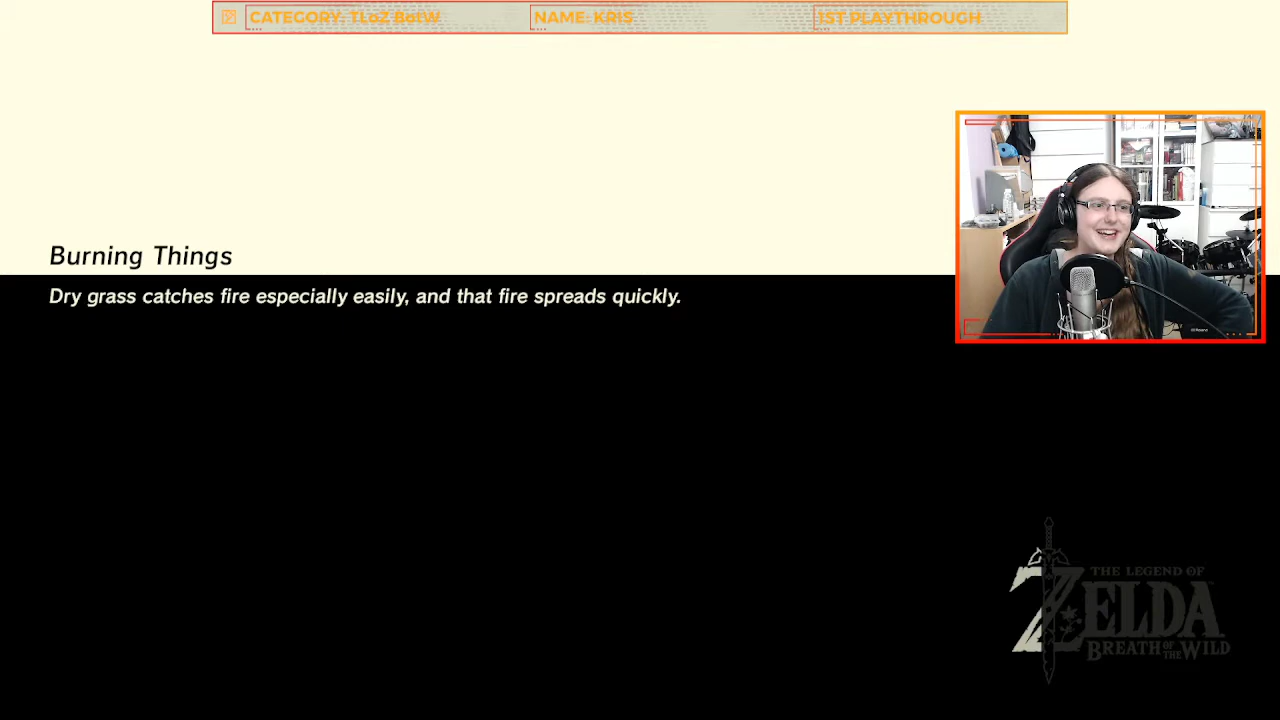 CATEGORY: TLoZ BotW NAME: KRIS 1ST PLAYTHROUGH
Burning Things
Dry grass catches fire especially easily, and that fire spreads quickly.
THE LEGEND OF
ZELDA
BREATH OF THE WILD